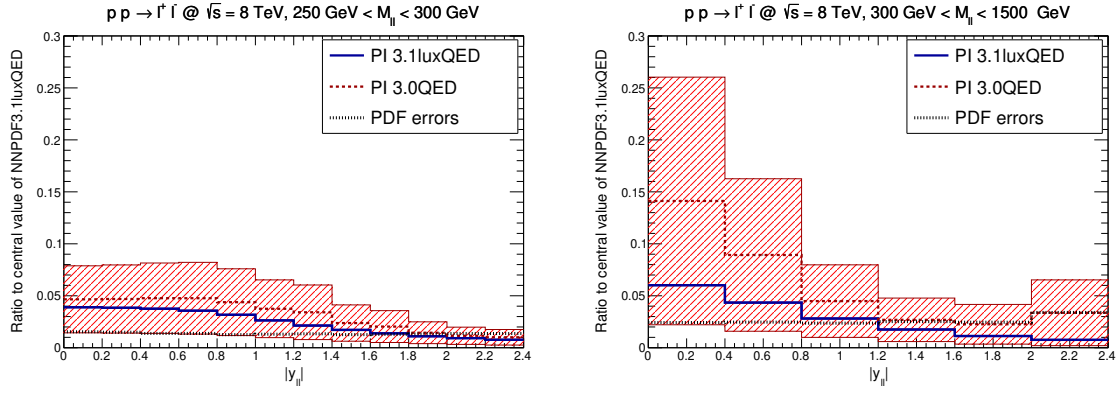 p p → l⁺ l⁻ @ √s = 8 TeV, 250 GeV < M_ll < 300 GeV
Ratio to central value of NNPDF3.1luxQED
0.3
0.25
0.2
0.15
0.1
0.05
0
PI 3.1luxQED
PI 3.0QED
PDF errors
0 0.2 0.4 0.6 0.8 1 1.2 1.4 1.6 1.8 2 2.2 2.4
|y_ll|
p p → l⁺ l⁻ @ √s = 8 TeV, 300 GeV < M_ll < 1500 GeV
Ratio to central value of NNPDF3.1luxQED
0.3
0.25
0.2
0.15
0.1
0.05
0
PI 3.1luxQED
PI 3.0QED
PDF errors
0 0.2 0.4 0.6 0.8 1 1.2 1.4 1.6 1.8 2 2.2 2.4
|y_ll|